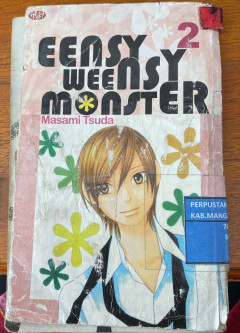 2
EENSY
WEENSY
MONSTER
Masami Tsuda
PERPUSTA
KAB.MANG